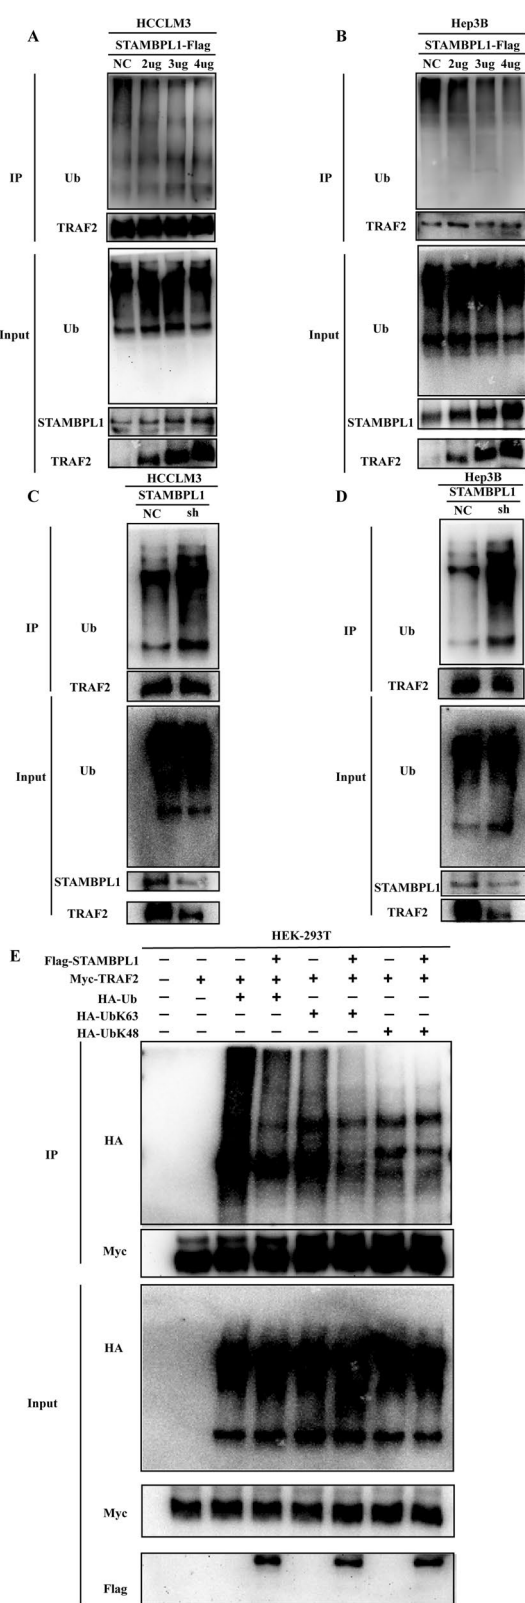 A
HCCLM3
STAMBPL1-Flag
NC 2ug 3ug 4ug
IP
Ub
TRAF2
Input
Ub
STAMBPL1
TRAF2
B
Hep3B
STAMBPL1-Flag
NC 2ug 3ug 4ug
IP
Ub
TRAF2
Input
Ub
STAMBPL1
TRAF2
C
HCCLM3
STAMBPL1
NC sh
IP
Ub
TRAF2
Input
Ub
STAMBPL1
TRAF2
D
Hep3B
STAMBPL1
NC sh
IP
Ub
TRAF2
Input
Ub
STAMBPL1
TRAF2
E
HEK-293T
Flag-STAMBPL1 − − − + − + − +
Myc-TRAF2 − + + + + + + +
HA-Ub − − + + − − − −
HA-UbK63 − − − − + + − −
HA-UbK48 − − − − − − + +
IP
HA
Myc
Input
HA
Myc
Flag